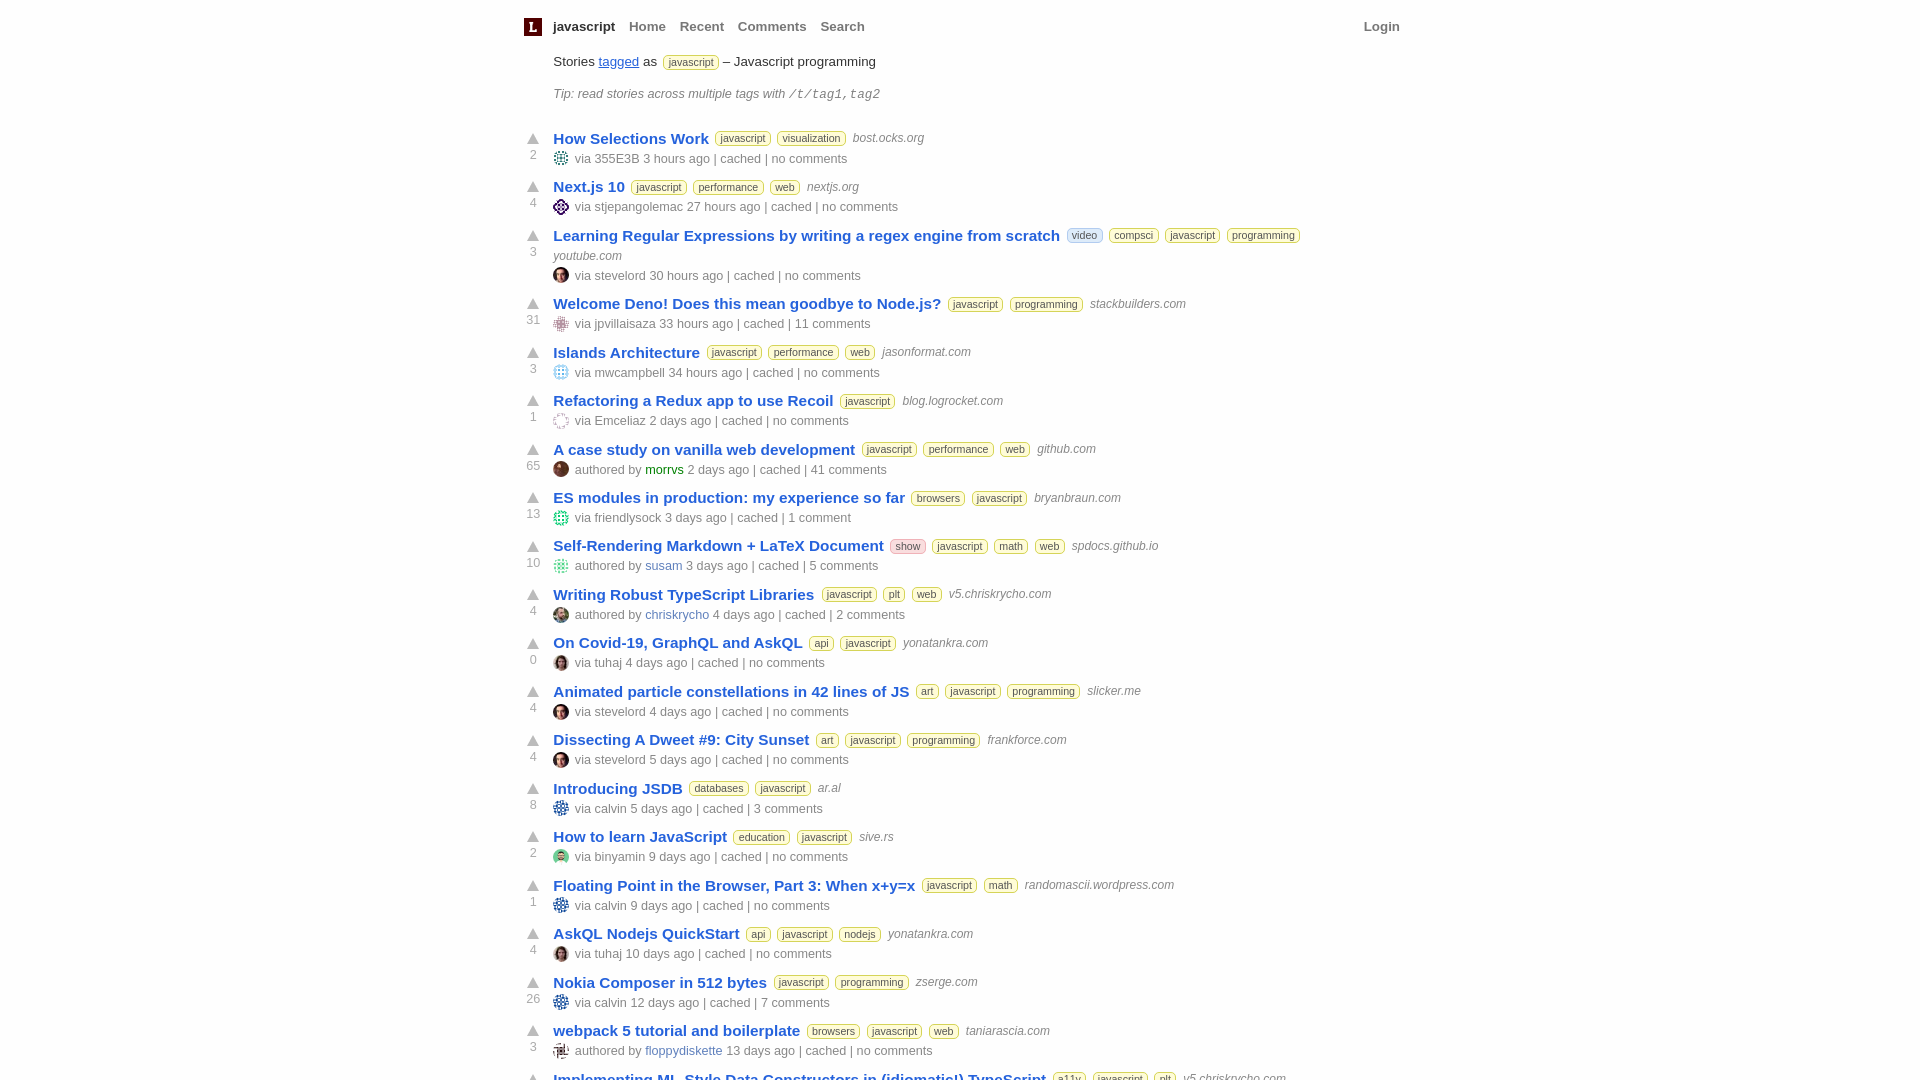 L javascript Home Recent Comments Search Login
Stories tagged as javascript – Javascript programming
Tip: read stories across multiple tags with /t/tag1,tag2
How Selections Work javascript visualization bost.ocks.org
2 via 355E3B 3 hours ago | cached | no comments
Next.js 10 javascript performance web nextjs.org
4 via stjepangolemac 27 hours ago | cached | no comments
Learning Regular Expressions by writing a regex engine from scratch video compsci javascript programming
3 youtube.com
via stevelord 30 hours ago | cached | no comments
Welcome Deno! Does this mean goodbye to Node.js? javascript programming stackbuilders.com
31 via jpvillaisaza 33 hours ago | cached | 11 comments
Islands Architecture javascript performance web jasonformat.com
3 via mwcampbell 34 hours ago | cached | no comments
Refactoring a Redux app to use Recoil javascript blog.logrocket.com
1 via Emceliaz 2 days ago | cached | no comments
A case study on vanilla web development javascript performance web github.com
65 authored by morrvs 2 days ago | cached | 41 comments
ES modules in production: my experience so far browsers javascript bryanbraun.com
13 via friendlysock 3 days ago | cached | 1 comment
Self-Rendering Markdown + LaTeX Document show javascript math web spdocs.github.io
10 authored by susam 3 days ago | cached | 5 comments
Writing Robust TypeScript Libraries javascript plt web v5.chriskrycho.com
4 authored by chriskrycho 4 days ago | cached | 2 comments
On Covid-19, GraphQL and AskQL api javascript yonatankra.com
0 via tuhaj 4 days ago | cached | no comments
Animated particle constellations in 42 lines of JS art javascript programming slicker.me
4 via stevelord 4 days ago | cached | no comments
Dissecting A Dweet #9: City Sunset art javascript programming frankforce.com
4 via stevelord 5 days ago | cached | no comments
Introducing JSDB databases javascript ar.al
8 via calvin 5 days ago | cached | 3 comments
How to learn JavaScript education javascript sive.rs
2 via binyamin 9 days ago | cached | no comments
Floating Point in the Browser, Part 3: When x+y=x javascript math randomascii.wordpress.com
1 via calvin 9 days ago | cached | no comments
AskQL Nodejs QuickStart api javascript nodejs yonatankra.com
4 via tuhaj 10 days ago | cached | no comments
Nokia Composer in 512 bytes javascript programming zserge.com
26 via calvin 12 days ago | cached | 7 comments
webpack 5 tutorial and boilerplate browsers javascript web taniarascia.com
3 authored by floppydiskette 13 days ago | cached | no comments
Implementing ML-Style Data Constructors in (idiomatic!) TypeScript a11y javascript plt v5.chriskrycho.com